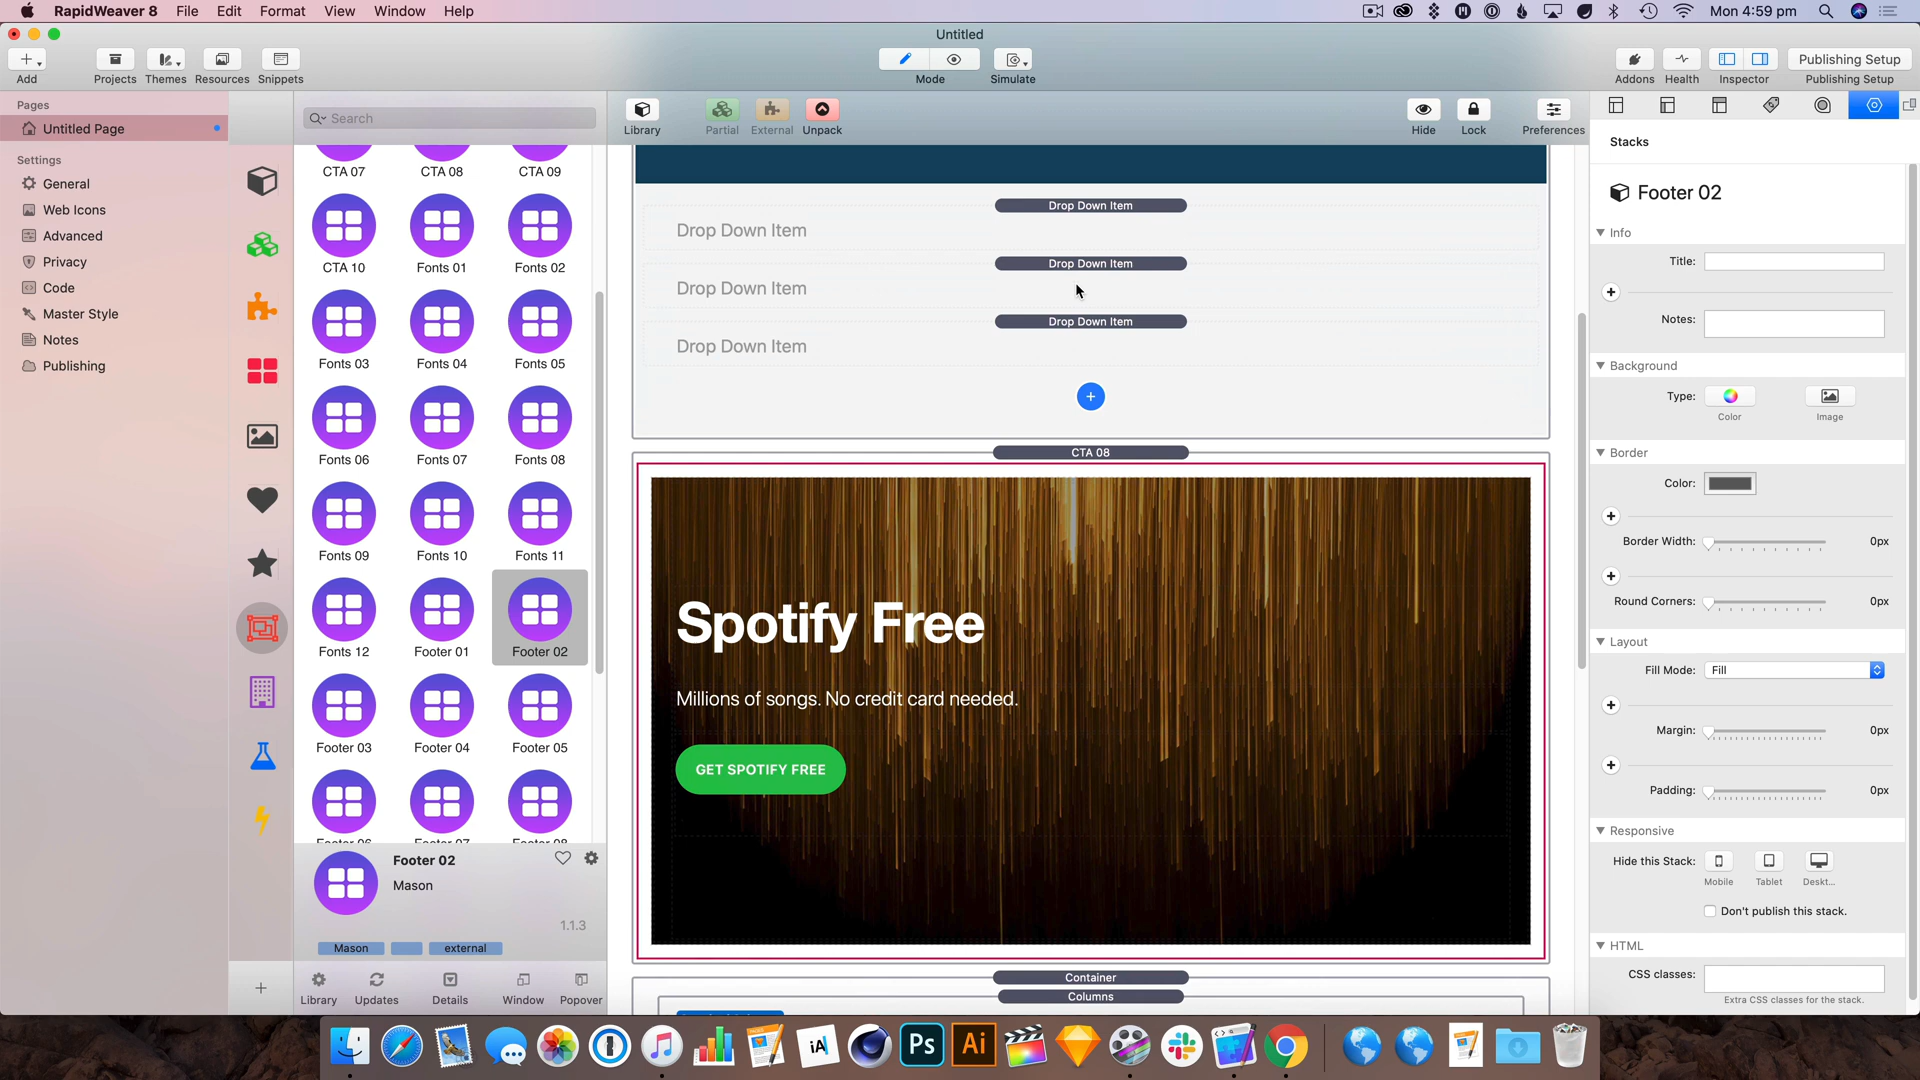 RapidWeaver 8 File Edit Format View Window Help
Mon 4:59 pm
Untitled
Add Projects Themes Resources Snippets
Mode Simulate
Addons Health Inspector
Publishing Setup
Publishing Setup
Pages
Untitled Page
Settings
General
Web Icons
Advanced
Privacy
Code
Master Style
Notes
Publishing
Search
CTA 07 CTA 08 CTA 09
CTA 10 Fonts 01 Fonts 02
Fonts 03 Fonts 04 Fonts 05
Fonts 06 Fonts 07 Fonts 08
Fonts 09 Fonts 10 Fonts 11
Fonts 12 Footer 01 Footer 02
Footer 03 Footer 04 Footer 05
Footer 06 Footer 07 Footer 08
Footer 02
Mason
1.1.3
Mason external
Library Updates Details Window Popover
Library Partial External Unpack
Hide Lock Preferences
Drop Down Item
Drop Down Item
Drop Down Item
Drop Down Item
Drop Down Item
Drop Down Item
CTA 08
Spotify Free
Millions of songs. No credit card needed.
GET SPOTIFY FREE
Container
Columns
Stacks
Footer 02
Info
Title:
Notes:
Background
Type:
Color Image
Border
Color:
Border Width: 0px
Round Corners: 0px
Layout
Fill Mode: Fill
Margin: 0px
Padding: 0px
Responsive
Hide this Stack:
Mobile Tablet Deskt...
Don't publish this stack.
HTML
CSS classes:
Extra CSS classes for the stack.
iA
Ps
Ai